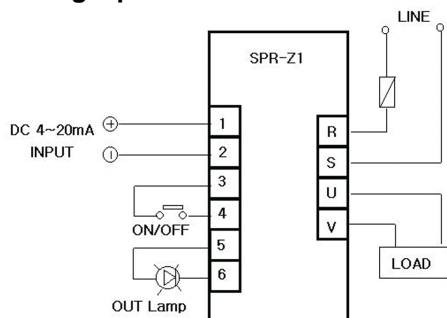 LINE
SPR-Z1
DC 4~20mA
INPUT
1
2
3
4
5
6
R
S
U
V
ON/OFF
OUT Lamp
LOAD